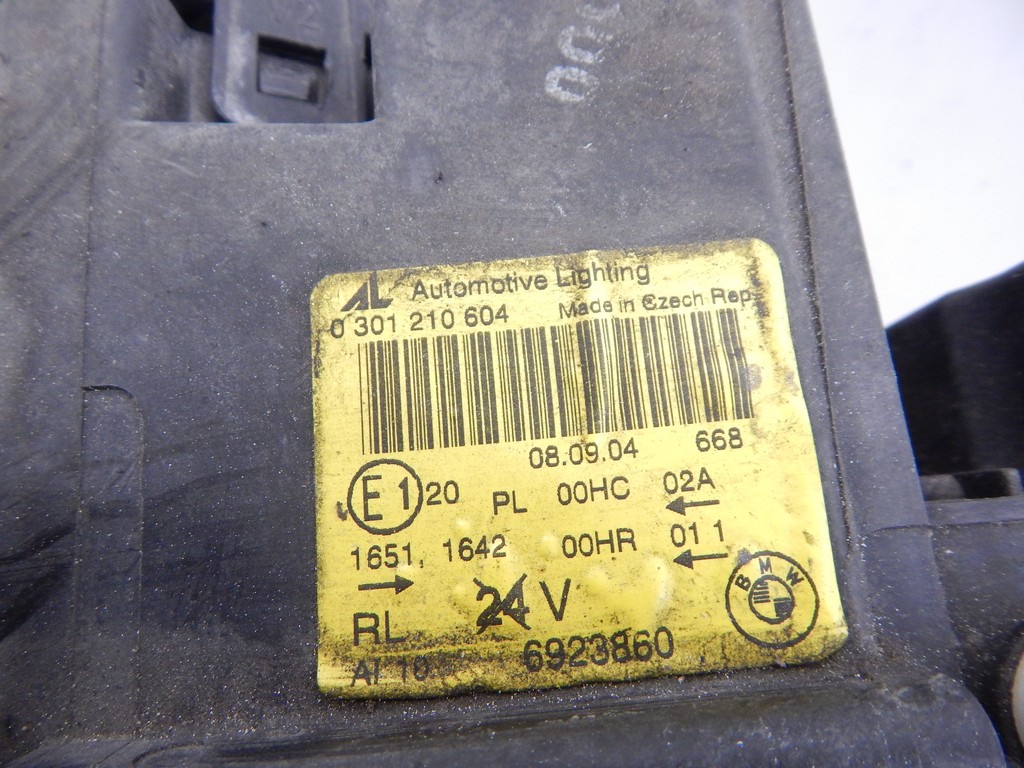 AL Automotive Lighting
0 301 210 604 Made in Czech Rep.
08.09.04 668
E1 20 PL 00HC 02A
1651, 1642 00HR 01 1
RL 24 V
6923860
BMW